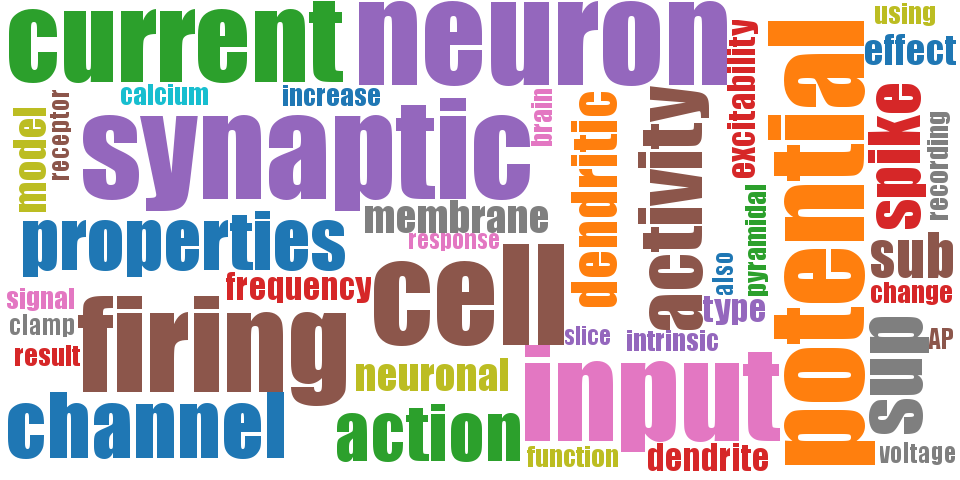 current
neuron
using
effect
calcium
increase
model
receptor
synaptic
brain
dendritic
activity
excitability
potential
spike
recording
properties
membrane
response
also
pyramidal
sub
signal
frequency
cell
type
change
clamp
firing
slice
intrinsic
sup
AP
result
neuronal
input
channel
action
function
dendrite
voltage